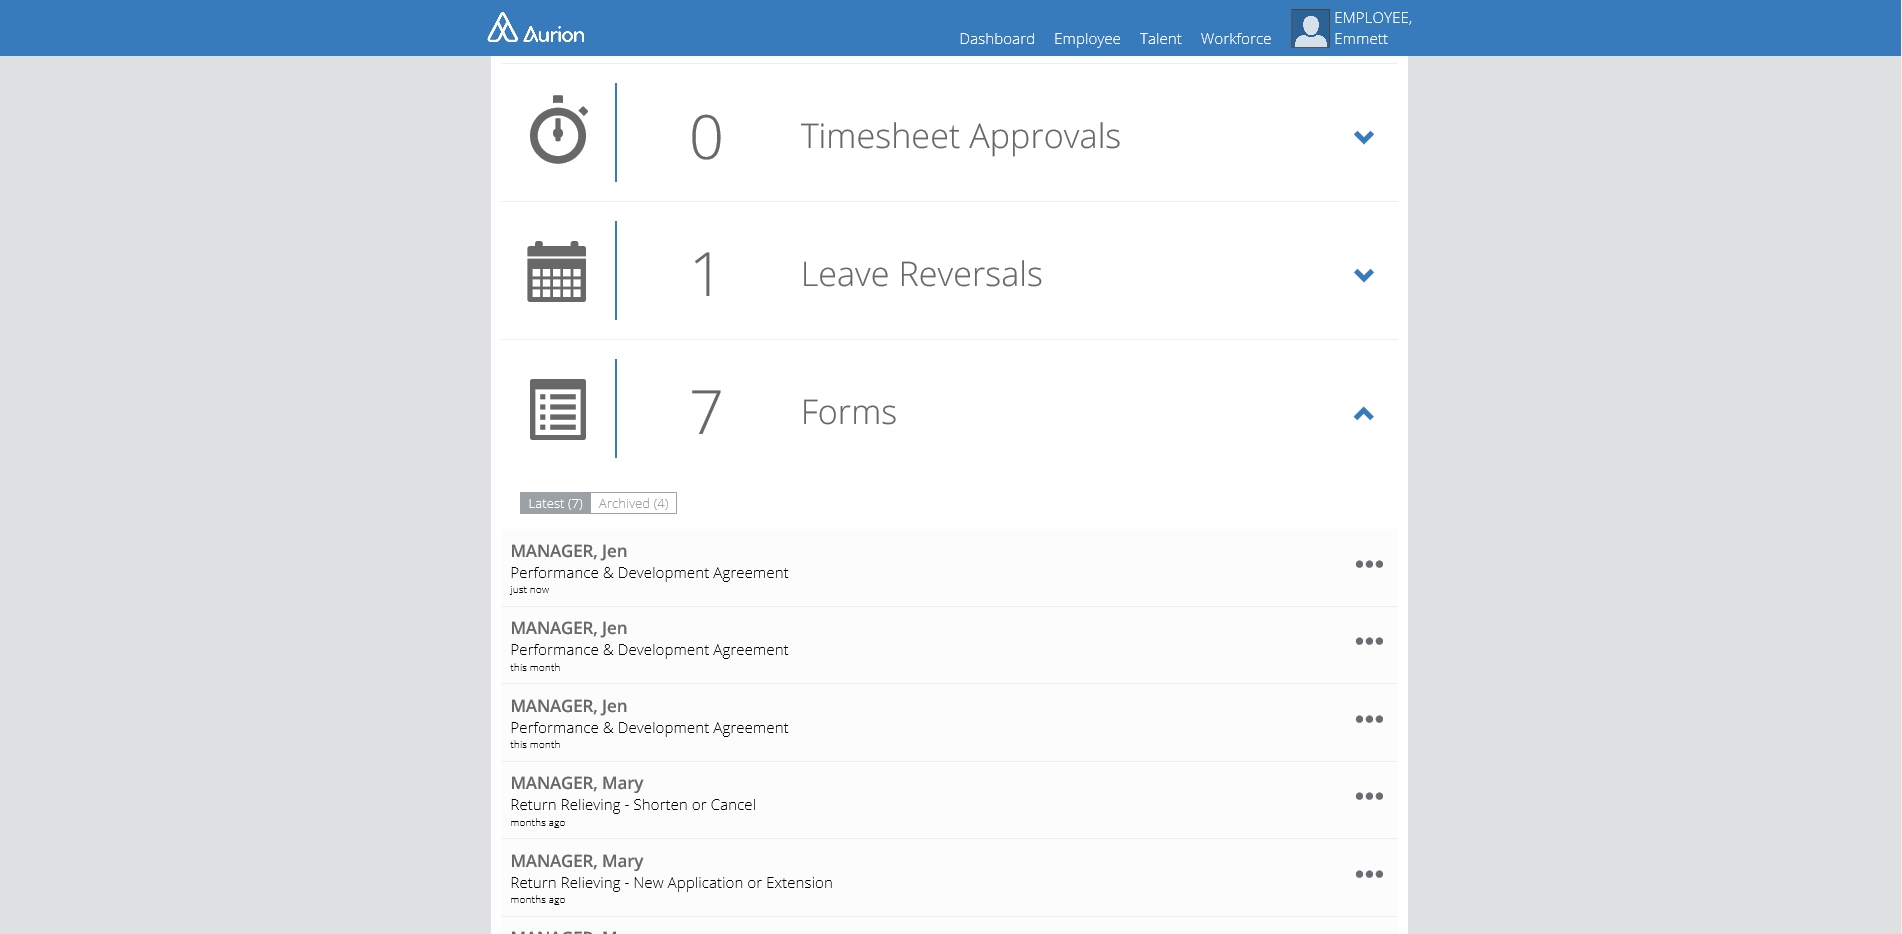 Aurion
Dashboard Employee Talent Workforce
EMPLOYEE,
Emmett
0 Timesheet Approvals
1 Leave Reversals
7 Forms
Latest (7) Archived (4)
MANAGER, Jen
Performance & Development Agreement
just now
MANAGER, Jen
Performance & Development Agreement
this month
MANAGER, Jen
Performance & Development Agreement
this month
MANAGER, Mary
Return Relieving - Shorten or Cancel
months ago
MANAGER, Mary
Return Relieving - New Application or Extension
months ago